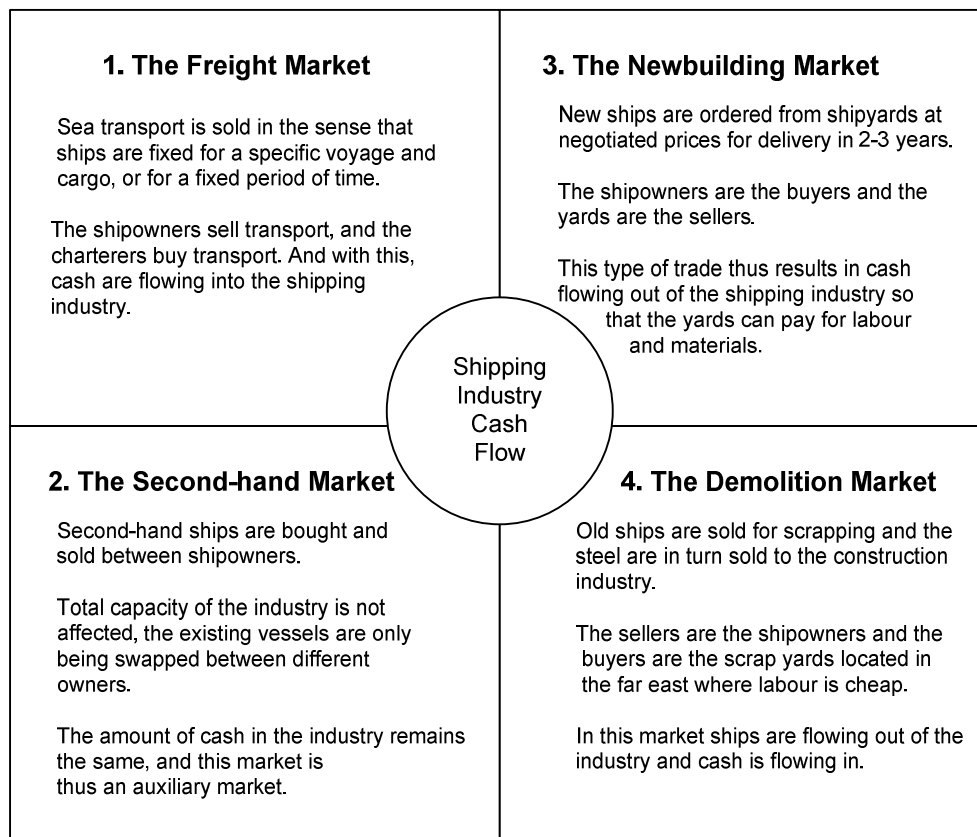 1. The Freight Market
Sea transport is sold in the sense that
ships are fixed for a specific voyage and
cargo, or for a fixed period of time.
The shipowners sell transport, and the
charterers buy transport. And with this,
cash are flowing into the shipping
industry.
3. The Newbuilding Market
New ships are ordered from shipyards at
negotiated prices for delivery in 2-3 years.
The shipowners are the buyers and the
yards are the sellers.
This type of trade thus results in cash
flowing out of the shipping industry so
that the yards can pay for labour
and materials.
Shipping
Industry
Cash
Flow
2. The Second-hand Market
Second-hand ships are bought and
sold between shipowners.
Total capacity of the industry is not
affected, the existing vessels are only
being swapped between different
owners.
The amount of cash in the industry remains
the same, and this market is
thus an auxiliary market.
4. The Demolition Market
Old ships are sold for scrapping and the
steel are in turn sold to the construction
industry.
The sellers are the shipowners and the
buyers are the scrap yards located in
the far east where labour is cheap.
In this market ships are flowing out of the
industry and cash is flowing in.